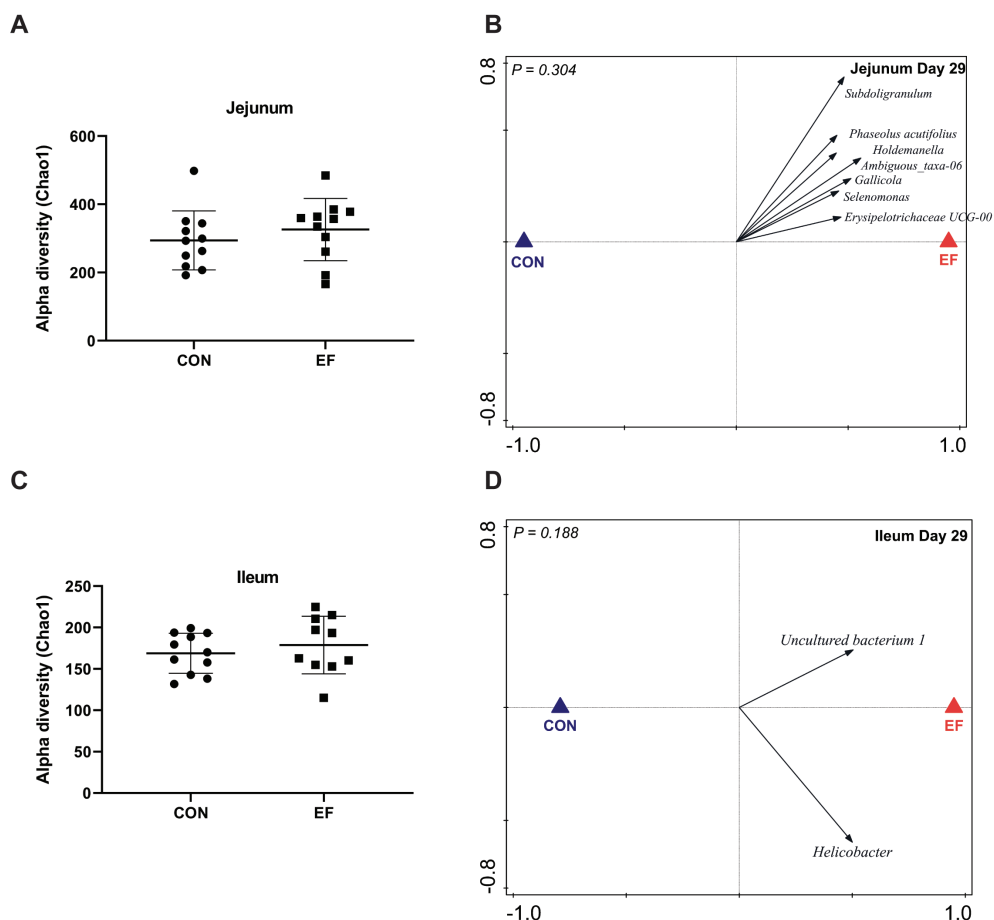 A
Jejunum
Alpha diversity (Chao1)
600
400
200
0
CON
EF
B
P = 0.304
Jejunum Day 29
Subdoligranulum
Phaseolus acutifolius
Holdemanella
Ambiguous_taxa-06
Gallicola
Selenomonas
Erysipelotrichaceae UCG-00
CON
EF
0.8
-0.8
-1.0
1.0
C
Ileum
Alpha diversity (Chao1)
250
200
150
100
50
0
CON
EF
D
P = 0.188
Ileum Day 29
Uncultured bacterium 1
CON
EF
Helicobacter
0.8
-0.8
-1.0
1.0